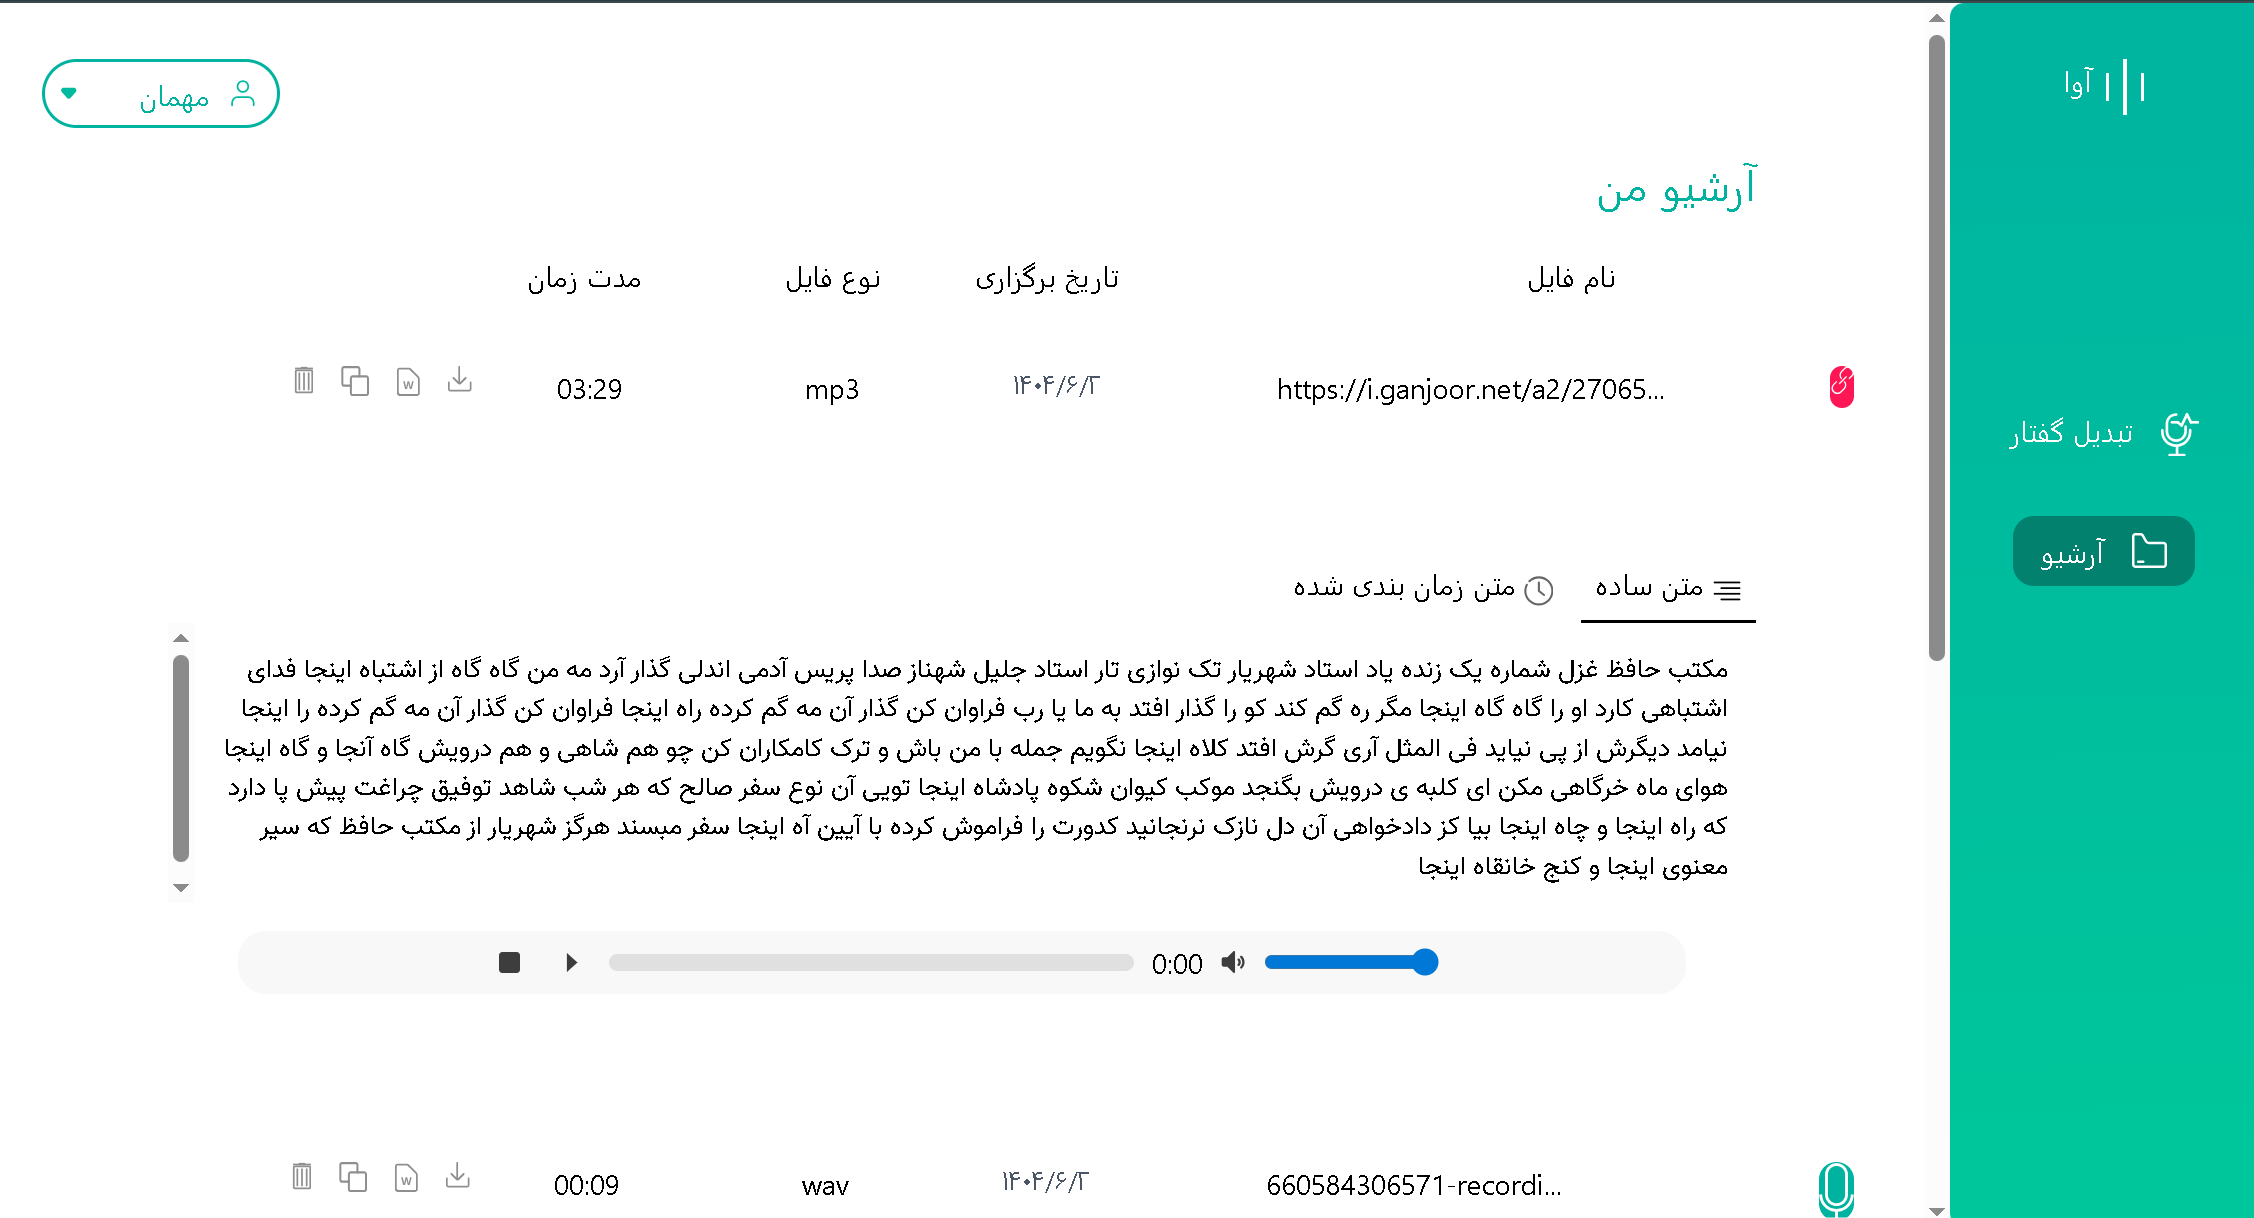 آوا
تبدیل گفتار
آرشیو
مهمان
آرشیو من
نام فایل تاریخ برگزاری نوع فایل مدت زمان
https://i.ganjoor.net/a2/27065... ۱۴۰۴/۶/۳ mp3 03:29
متن ساده متن زمان بندی شده
مکتب حافظ غزل شماره یک زنده یاد استاد شهریار تک نوازی تار استاد جلیل شهناز صدا پریس آدمی اندلی گذار آرد مه من گاه گاه از اشتباه اینجا فدای
اشتباهی کارد او را گاه گاه اینجا مگر ره گم کند کو را گذار افتد به ما یا رب فراوان کن گذار آن مه گم کرده راه اینجا فراوان کن گذار آن مه گم کرده را اینجا
نیامد دیگرش از پی نیاید فی المثل آری گرش افتد کلاه اینجا نگویم جمله با من باش و ترک کامکاران کن چو هم شاهی و هم درویش گاه آنجا و گاه اینجا
هوای ماه خرگاهی مکن ای کلبه ی درویش بگنجد موکب کیوان شکوه پادشاه اینجا تویی آن نوع سفر صالح که هر شب شاهد توفیق چراغت پیش پا دارد
که راه اینجا و چاه اینجا بیا کز دادخواهی آن دل نازک نرنجانید کدورت را فراموش کرده با آیین آه اینجا سفر مبسند هرگز شهریار از مکتب حافظ که سیر
معنوی اینجا و کنج خانقاه اینجا
0:00
660584306571-recordi... ۱۴۰۴/۶/۳ wav 00:09